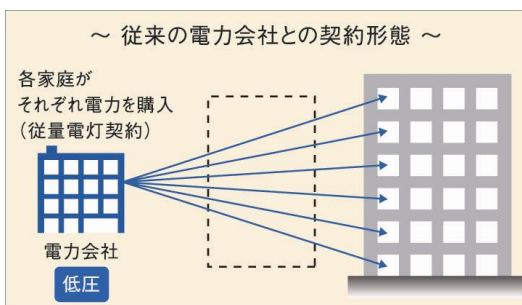 ～ 従来の電力会社との契約形態 ～
各家庭が
それぞれ電力を購入
（従量電灯契約）
電力会社
低圧